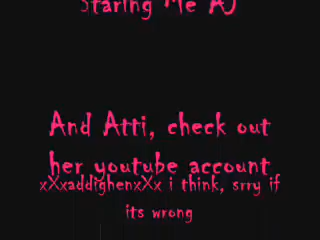 Staring Me AJ
And Atti, check out
her youtube account
xXxaddighenxXx i think, srry if
its wrong